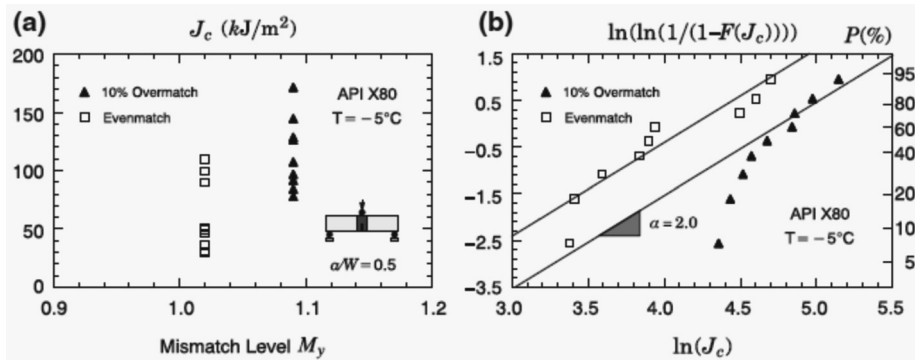 (a)
J_c (kJ/m²)
200
150
100
50
0
▲ 10% Overmatch
□ Evenmatch
API X80
T = −5°C
a/W = 0.5
0.9 1.0 1.1 1.2
Mismatch Level M_y
(b)
ln(ln(1/(1−F(J_c))))
P(%)
1.5
0.5
−0.5
−1.5
−2.5
−3.5
▲ 10% Overmatch
□ Evenmatch
α = 2.0
API X80
T = −5°C
95
80
60
40
20
10
5
3.0 3.5 4.0 4.5 5.0 5.5
ln(J_c)